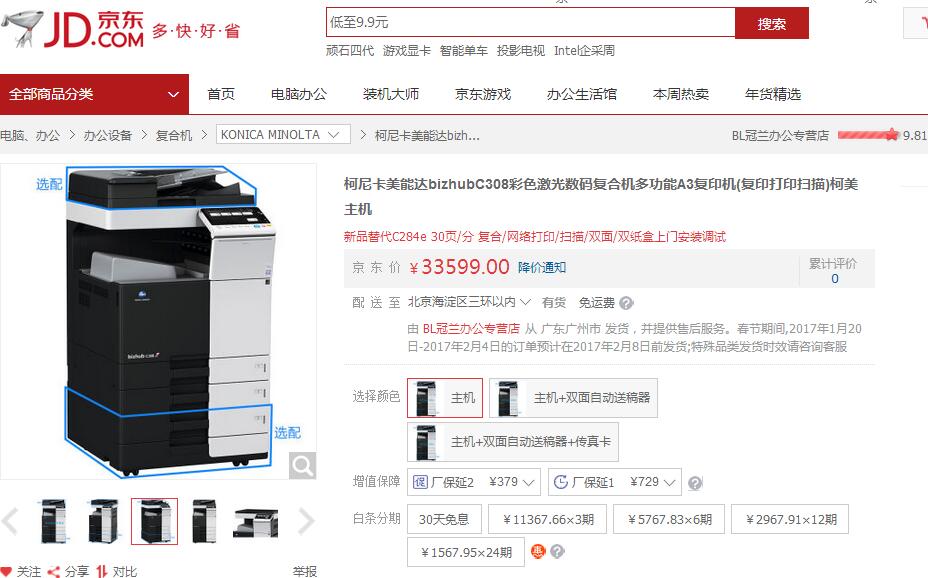 JD.COM 京东 多·快·好·省
低至9.9元 搜索
顽石四代 游戏显卡 智能单车 投影电视 Intel企采周
全部商品分类 首页 电脑办公 装机大师 京东游戏 办公生活馆 本周热卖 年货精选
电脑、办公 > 办公设备 > 复合机 > KONICA MINOLTA > 柯尼卡美能达bizh... BL冠兰办公专营店 9.81
选配
bizhub
选配
柯尼卡美能达bizhubC308彩色激光数码复合机多功能A3复印机(复印打印扫描)柯美
主机
新品替代C284e 30页/分 复合/网络打印/扫描/双面/双纸盒上门安装调试
京东价 ￥33599.00 降价通知 累计评价
0
配送至 北京海淀区三环以内 有货 免运费
由 BL冠兰办公专营店 从 广东广州市 发货，并提供售后服务。春节期间,2017年1月20
日-2017年2月4日的订单预计在2017年2月8日前发货;特殊品类发货时效请咨询客服
选择颜色 主机 主机+双面自动送稿器
主机+双面自动送稿器+传真卡
增值保障 促 厂保延2 ￥379 厂保延1 ￥729
白条分期 30天免息 ￥11367.66×3期 ￥5767.83×6期 ￥2967.91×12期
￥1567.95×24期 惠
关注 分享 对比 举报